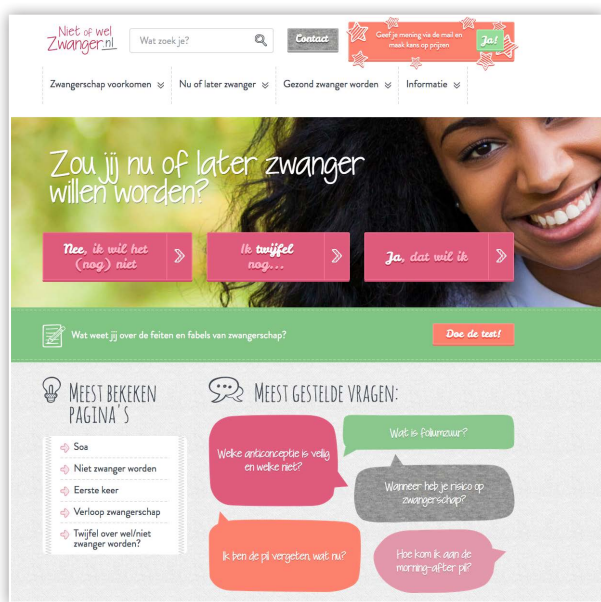 Niet of wel
Zwanger.nl
Wat zoek je?
Contact
Geef je mening via de mail en
maak kans op prijzen
Ja!
Zwangerschap voorkomen
Nu of later zwanger
Gezond zwanger worden
Informatie
Zou jij nu of later zwanger
willen worden?
Nee, ik wil het
(nog) niet
Ik twijfel
nog...
Ja, dat wil ik
Wat weet jij over de feiten en fabels van zwangerschap?
Doe de test!
Meest bekeken
pagina's
Soa
Niet zwanger worden
Eerste keer
Verloop zwangerschap
Twijfel over wel/niet
zwanger worden?
Meest gestelde vragen:
Welke anticonceptie is veilig
en welke niet?
Wat is foliumzuur?
Wanneer heb je risico op
zwangerschap?
Ik ben de pil vergeten, wat nu?
Hoe kom ik aan de
morning-after pil?